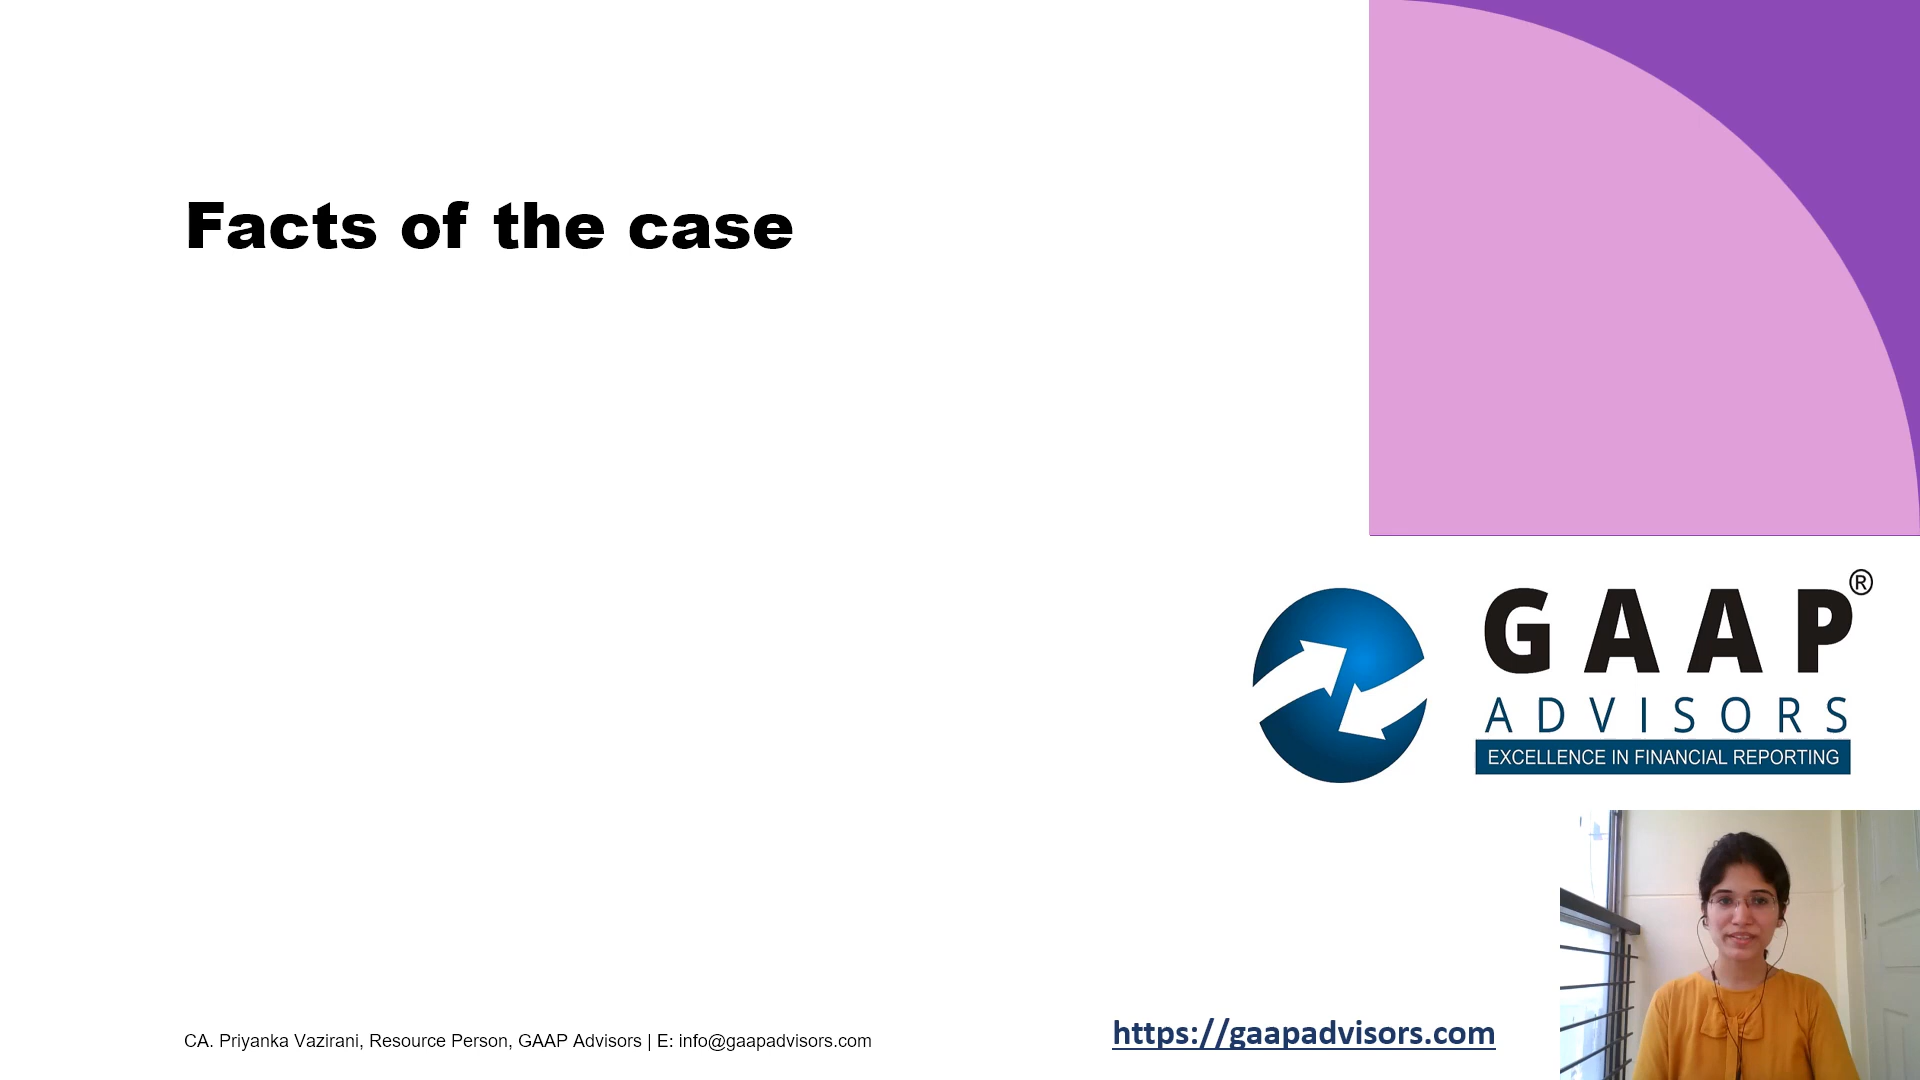 Facts of the case
GAAP®
ADVISORS
EXCELLENCE IN FINANCIAL REPORTING
CA. Priyanka Vazirani, Resource Person, GAAP Advisors | E: info@gaapadvisors.com
https://gaapadvisors.com